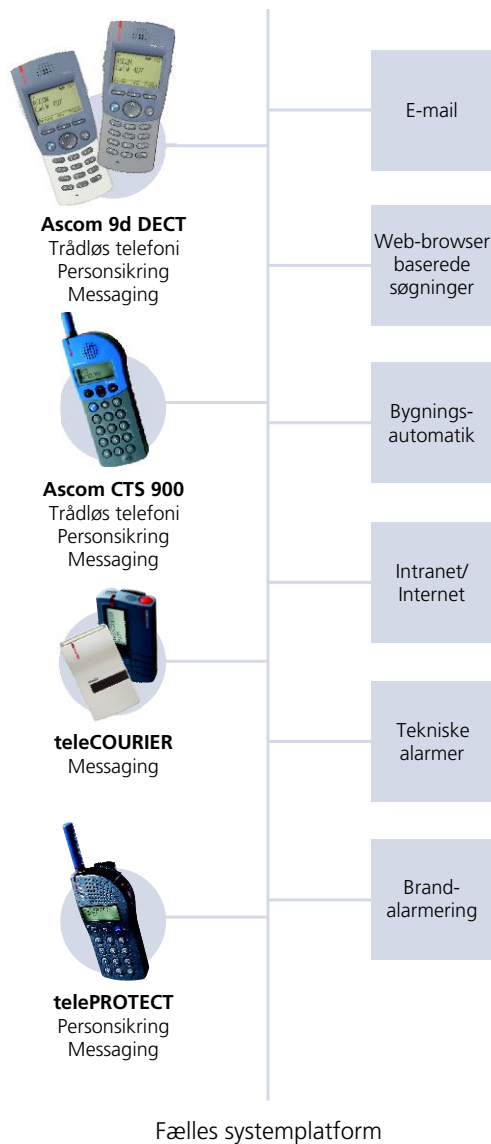 Ascom 9d DECT
Trådløs telefoni
Personsikring
Messaging
Ascom CTS 900
Trådløs telefoni
Personsikring
Messaging
teleCOURIER
Messaging
telePROTECT
Personsikring
Messaging
E-mail
Web-browser
baserede
søgninger
Bygnings-
automatik
Intranet/
Internet
Tekniske
alarmer
Brand-
alarmering
Fælles systemplatform